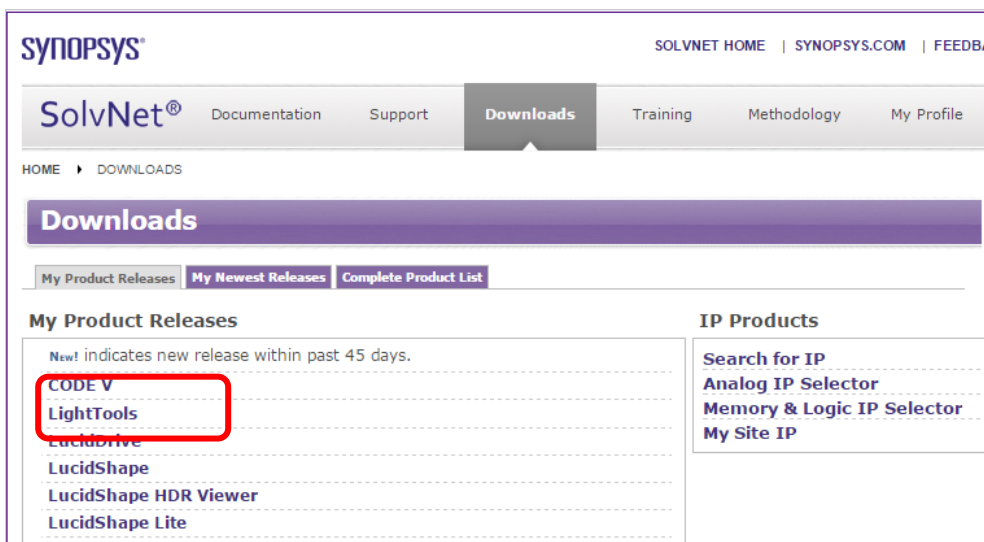 SYNOPSYS®
SOLVNET HOME | SYNOPSYS.COM | FEEDBA
SolvNet® Documentation Support Downloads Training Methodology My Profile
HOME DOWNLOADS
Downloads
My Product Releases My Newest Releases Complete Product List
My Product Releases
New! indicates new release within past 45 days.
CODE V
LightTools
LucidDrive
LucidShape
LucidShape HDR Viewer
LucidShape Lite
IP Products
Search for IP
Analog IP Selector
Memory & Logic IP Selector
My Site IP